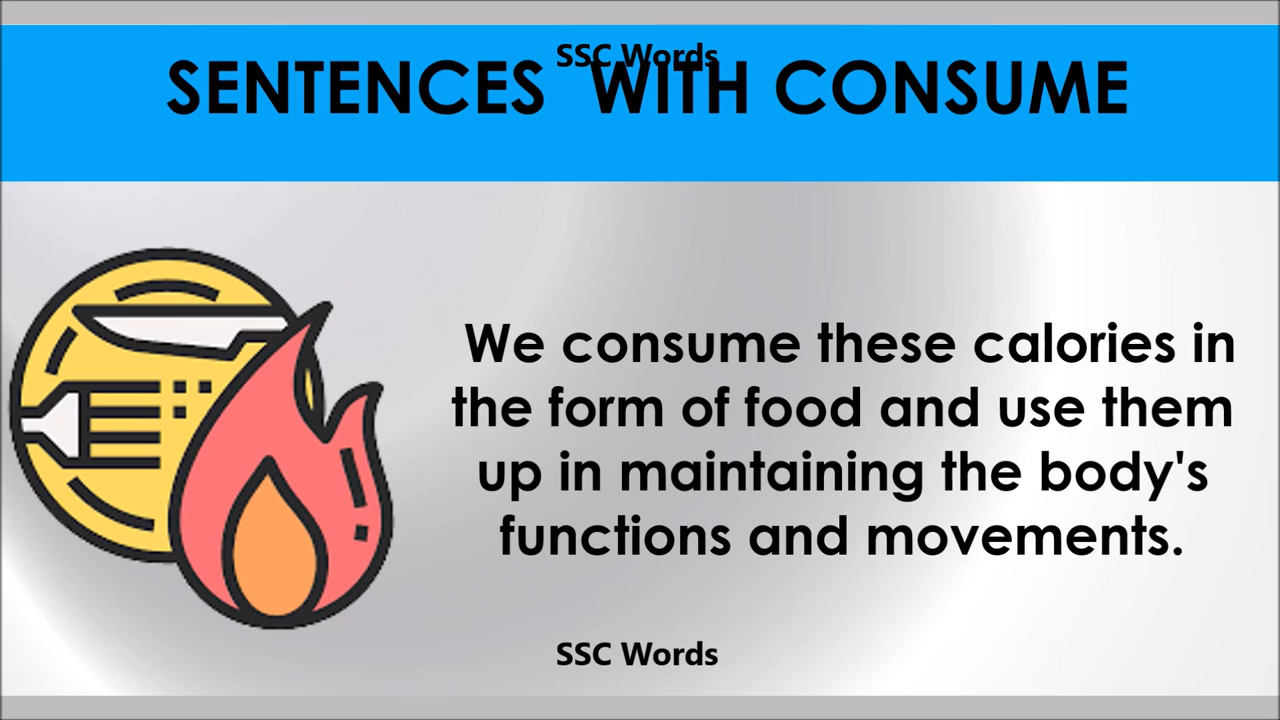 SSC Words
SENTENCES WITH CONSUME
We consume these calories in
the form of food and use them
up in maintaining the body's
functions and movements.
SSC Words